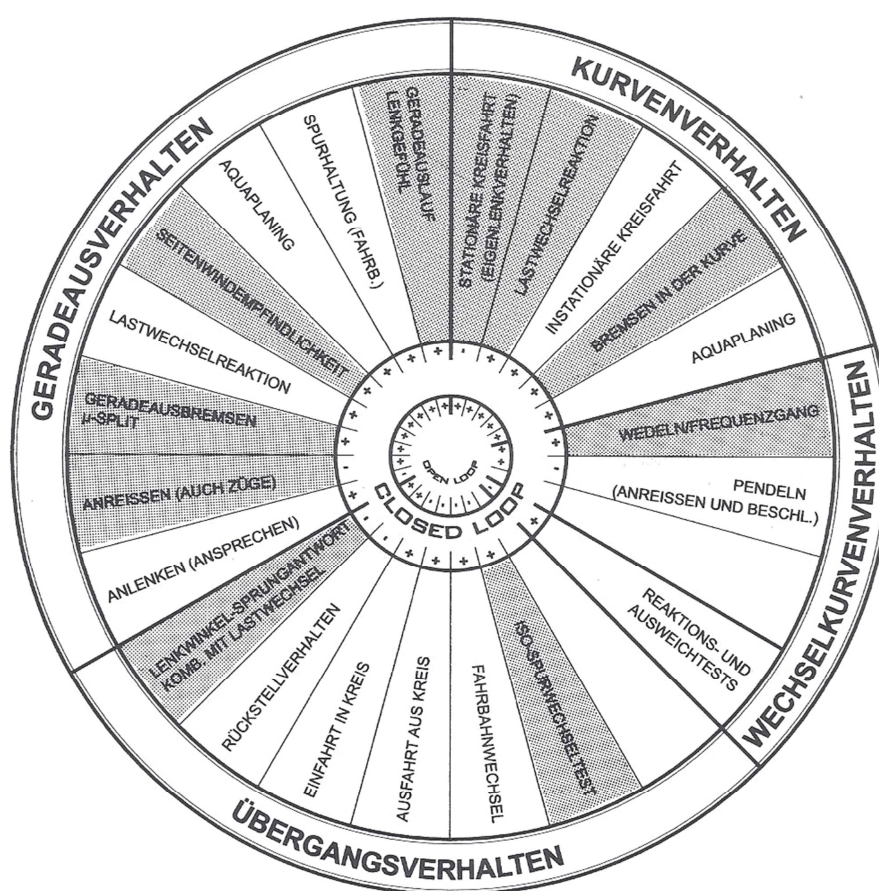 KURVENVERHALTEN
STATIONÄRE KREISFAHRT
(EIGENLENKVERHALTEN)
LASTWECHSELREAKTION
INSTATIONÄRE KREISFAHRT
BREMSEN IN DER KURVE
AQUAPLANING
WECHSELKURVENVERHALTEN
WEDELN/FREQUENZGANG
PENDELN
(ANREISSEN UND BESCHL.)
REAKTIONS- UND
AUSWEICHTESTS
ÜBERGANGSVERHALTEN
ISO-SPURWECHSELTEST
FAHRBAHNWECHSEL
AUSFAHRT AUS KREIS
EINFAHRT IN KREIS
RÜCKSTELLVERHALTEN
LENKWINKEL-SPRUNGANTWORT
KOMB. MIT LASTWECHSEL
GERADEAUSVERHALTEN
ANLENKEN (ANSPRECHEN)
ANREISSEN (AUCH ZÜGE)
GERADEAUSBREMSEN
µ-SPLIT
LASTWECHSELREAKTION
SEITENWINDEMPFINDLICHKEIT
AQUAPLANING
SPURHALTUNG (FAHRB.)
GERADEAUSLAUF
LENKGEFÜHL
OPEN LOOP
CLOSED LOOP